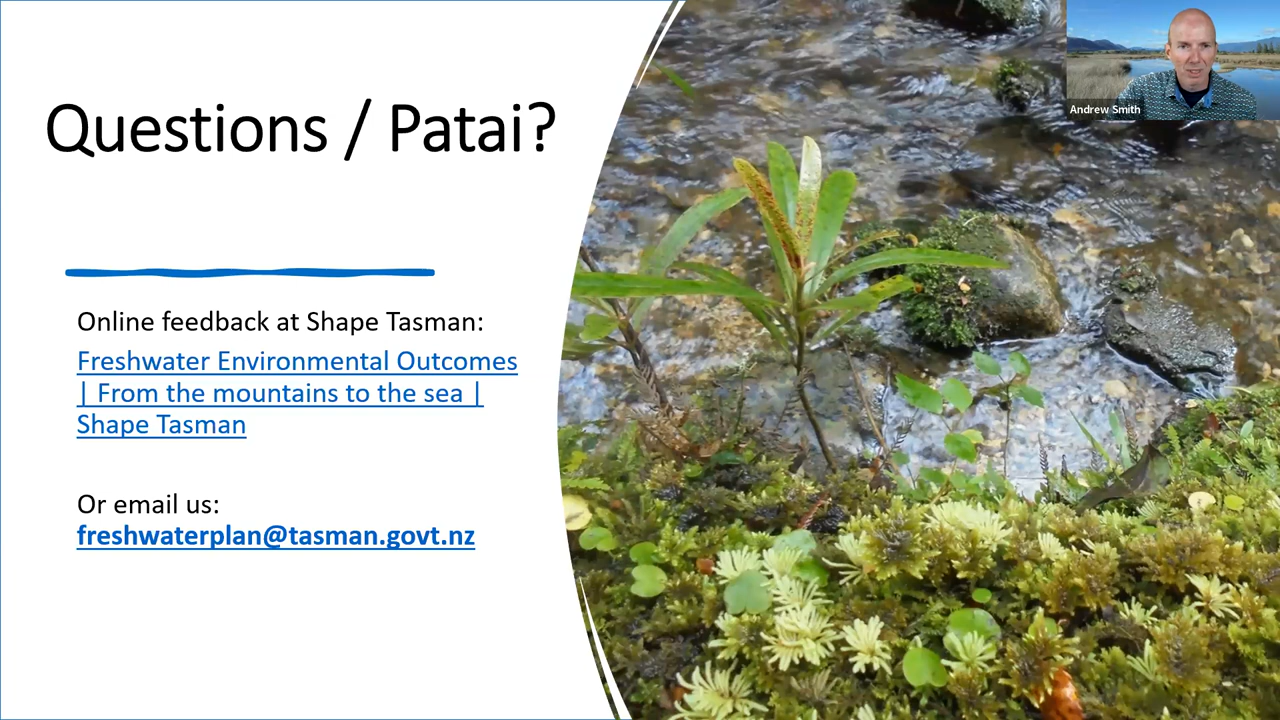 Questions / Patai?
Andrew Smith
Online feedback at Shape Tasman:
Freshwater Environmental Outcomes
| From the mountains to the sea |
Shape Tasman
Or email us:
freshwaterplan@tasman.govt.nz